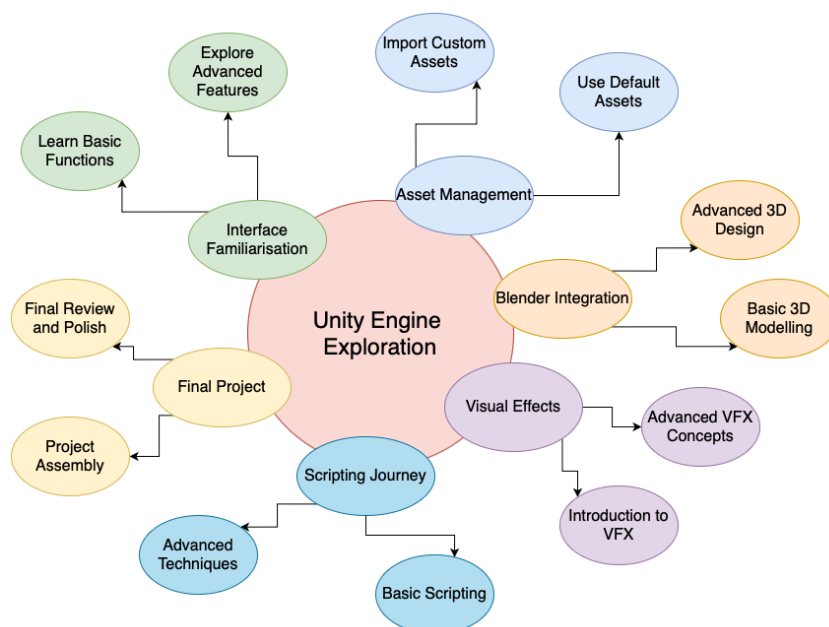 Import Custom
Assets
Explore
Advanced
Features
Use Default
Assets
Learn Basic
Functions
Asset Management
Advanced 3D
Design
Interface
Familiarisation
Blender Integration
Final Review
and Polish
Unity Engine
Exploration
Basic 3D
Modelling
Final Project
Visual Effects
Advanced VFX
Concepts
Project
Assembly
Scripting Journey
Introduction to
VFX
Advanced
Techniques
Basic Scripting